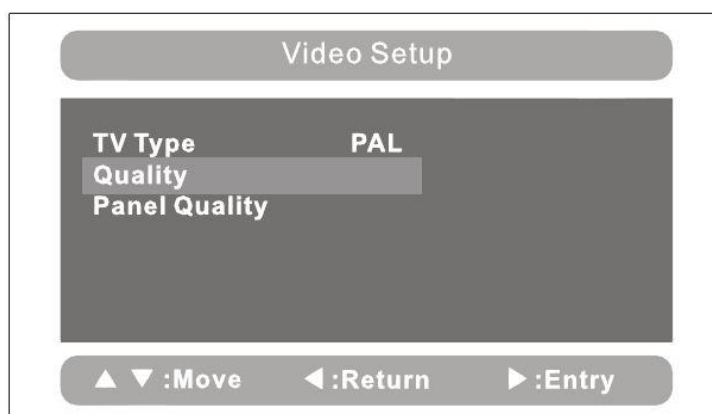 Video Setup
TV Type PAL
Quality
Panel Quality
▲ ▼ :Move ◀ :Return ▶ :Entry